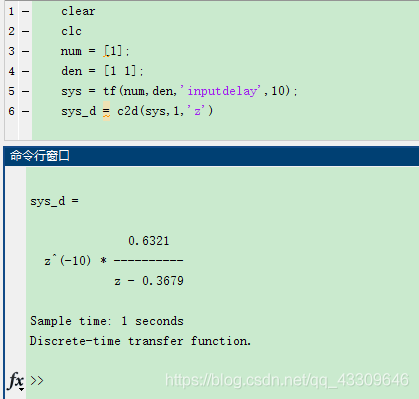 1 – clear
2 – clc
3 – num = [1];
4 – den = [1 1];
5 – sys = tf(num,den,'inputdelay',10);
6 – sys_d = c2d(sys,1,'z')
命令行窗口
sys_d =
0.6321
z^(-10) * ----------
z - 0.3679
Sample time: 1 seconds
Discrete-time transfer function.
fx >>
https://blog.csdn.net/qq_43309646